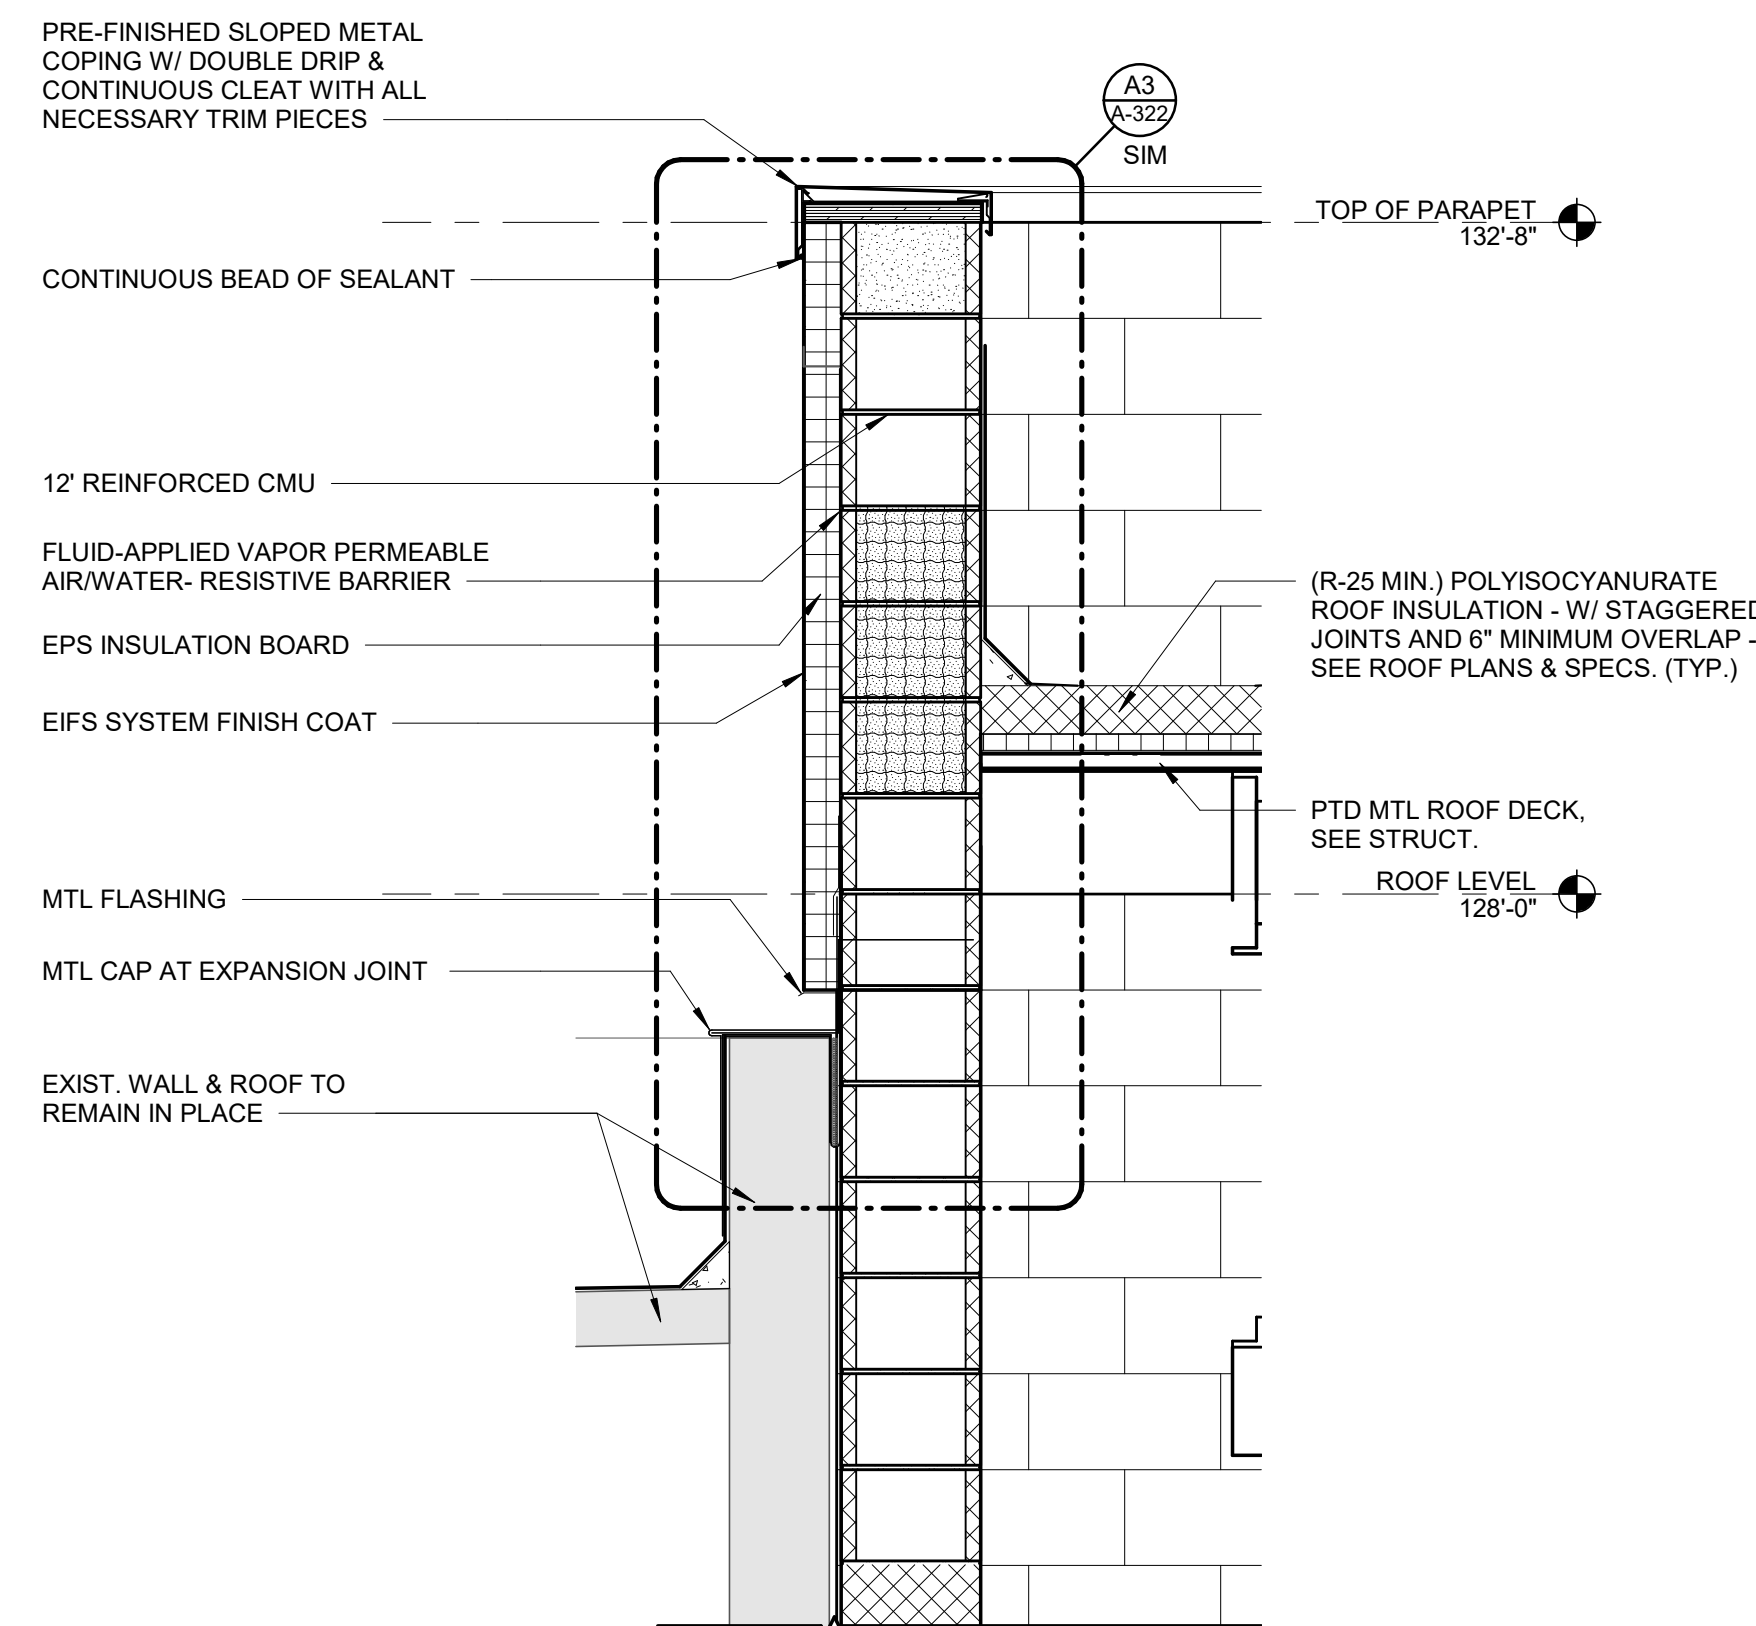 PRE-FINISHED SLOPED METAL
COPING W/ DOUBLE DRIP &
CONTINUOUS CLEAT WITH ALL
NECESSARY TRIM PIECES
A3
A-322
SIM
TOP OF PARAPET
132'-8"
CONTINUOUS BEAD OF SEALANT
12' REINFORCED CMU
FLUID-APPLIED VAPOR PERMEABLE
AIR/WATER- RESISTIVE BARRIER
EPS INSULATION BOARD
EIFS SYSTEM FINISH COAT
(R-25 MIN.) POLYISOCYANURATE
ROOF INSULATION - W/ STAGGERED
JOINTS AND 6" MINIMUM OVERLAP -
SEE ROOF PLANS & SPECS. (TYP.)
PTD MTL ROOF DECK,
SEE STRUCT.
ROOF LEVEL
128'-0"
MTL FLASHING
MTL CAP AT EXPANSION JOINT
EXIST. WALL & ROOF TO
REMAIN IN PLACE